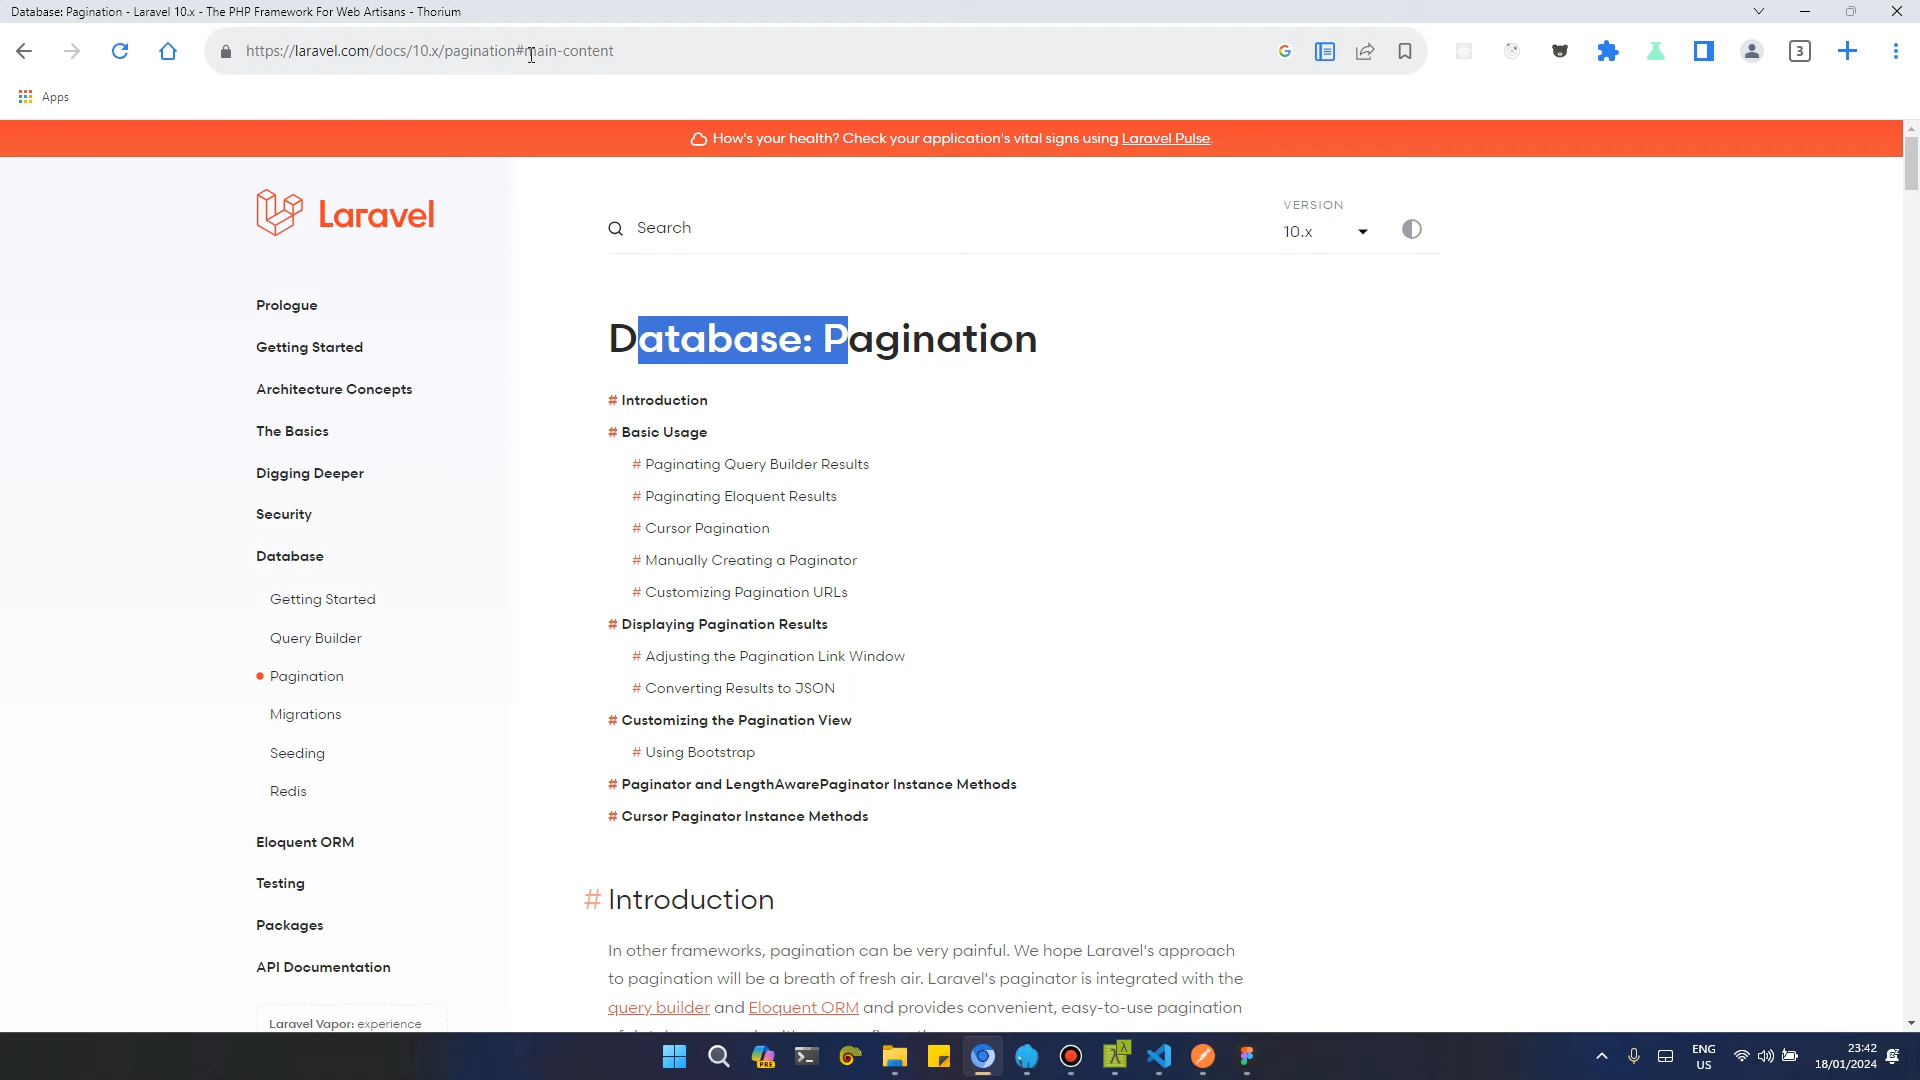 Database: Pagination - Laravel 10.x - The PHP Framework For Web Artisans - Thorium
https://laravel.com/docs/10.x/pagination#main-content
3
Apps
How's your health? Check your application's vital signs using Laravel Pulse.
Laravel
Search
VERSION
10.x
Prologue
Getting Started
Architecture Concepts
The Basics
Digging Deeper
Security
Database
Getting Started
Query Builder
Pagination
Migrations
Seeding
Redis
Eloquent ORM
Testing
Packages
API Documentation
Laravel Vapor: experience
Database: Pagination
# Introduction
# Basic Usage
# Paginating Query Builder Results
# Paginating Eloquent Results
# Cursor Pagination
# Manually Creating a Paginator
# Customizing Pagination URLs
# Displaying Pagination Results
# Adjusting the Pagination Link Window
# Converting Results to JSON
# Customizing the Pagination View
# Using Bootstrap
# Paginator and LengthAwarePaginator Instance Methods
# Cursor Paginator Instance Methods
# Introduction
In other frameworks, pagination can be very painful. We hope Laravel's approach
to pagination will be a breath of fresh air. Laravel's paginator is integrated with the
query builder and Eloquent ORM and provides convenient, easy-to-use pagination
PRE
ENG
US
23:42
18/01/2024